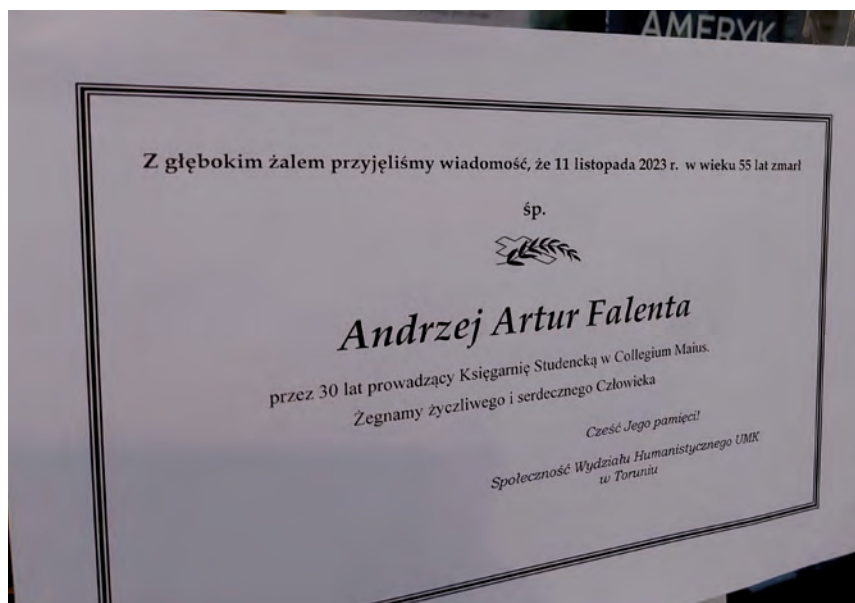 AMERYK
Z głębokim żalem przyjęliśmy wiadomość, że 11 listopada 2023 r. w wieku 55 lat zmarł
śp.
Andrzej Artur Falenta
przez 30 lat prowadzący Księgarnię Studencką w Collegium Maius.
Żegnamy życzliwego i serdecznego Człowieka
Cześć Jego pamięci!
Społeczność Wydziału Humanistycznego UMK
w Toruniu